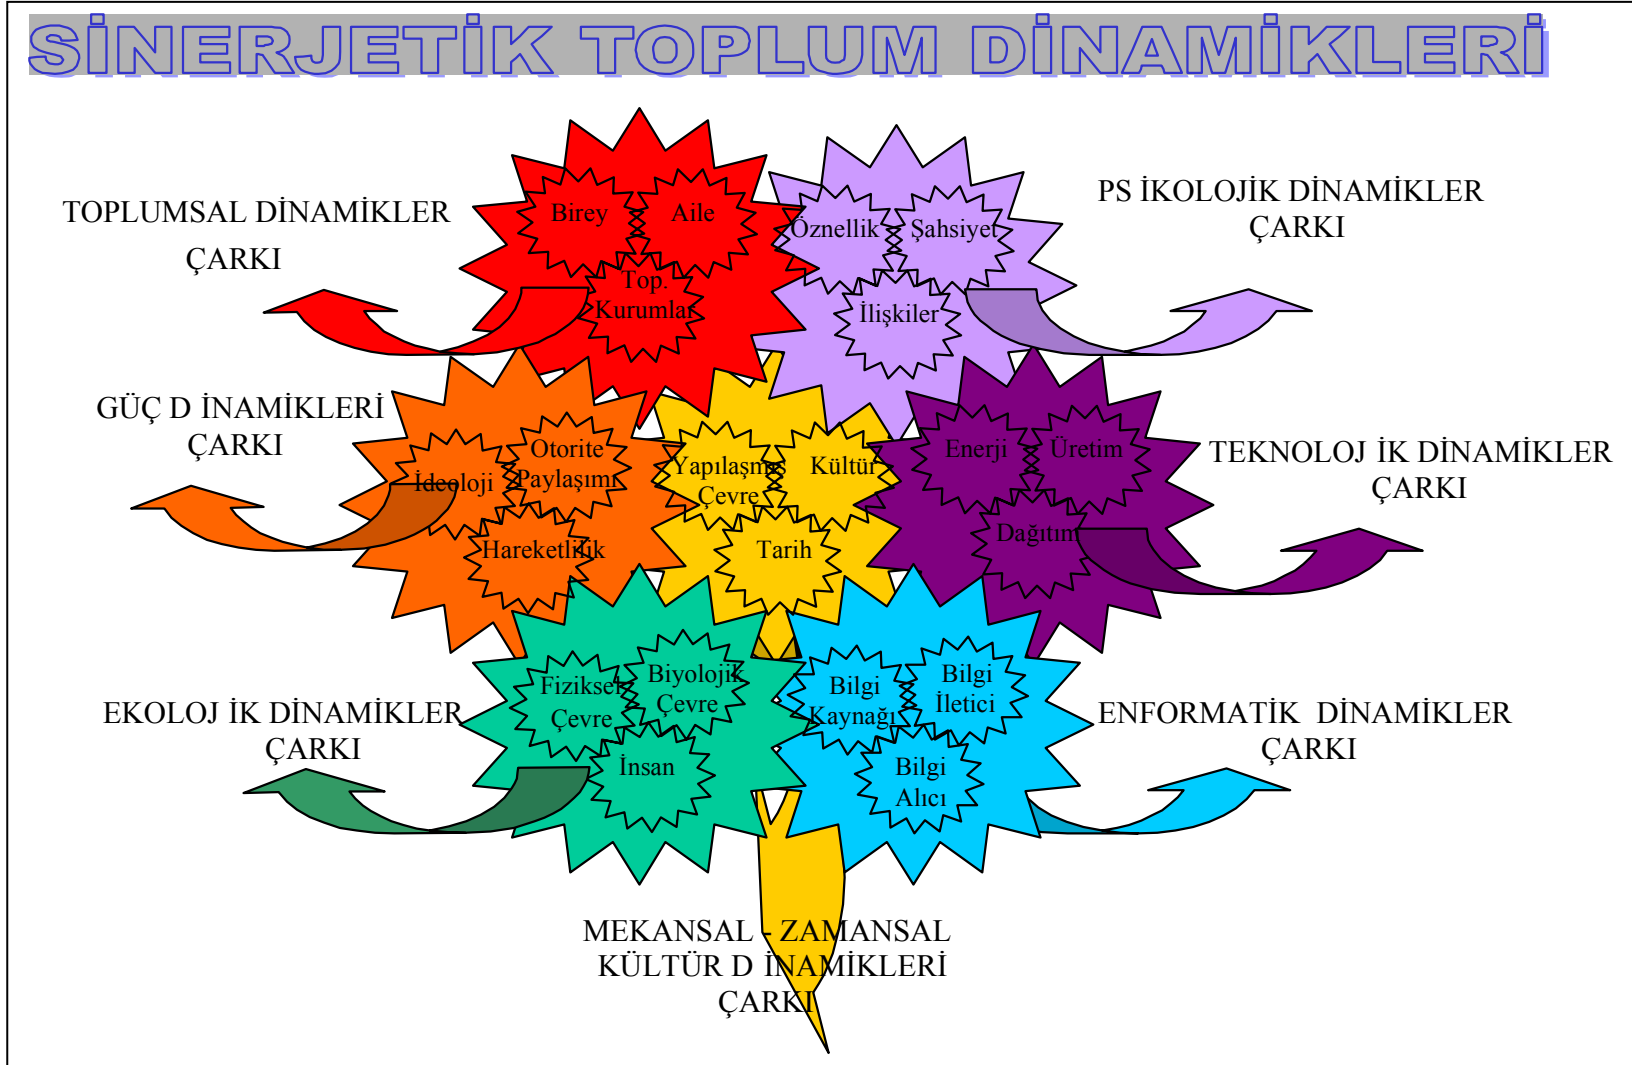 SİNERJETİK TOPLUM DİNAMİKLERİ
TOPLUMSAL DİNAMİKLER
ÇARKI
Birey
Aile
Top.
Kurumlar
Öznellik
Şahsiyet
İlişkiler
PS İKOLOJİK DİNAMİKLER
ÇARKI
GÜÇ D İNAMİKLERİ
ÇARKI
İdeoloji
Otorite
Paylaşımı
Hareketlilik
Yapılaşmış
Çevre
Kültür
Tarih
Enerji
Üretim
Dağıtım
TEKNOLOJ İK DİNAMİKLER
ÇARKI
EKOLOJ İK DİNAMİKLER
ÇARKI
Fiziksel
Çevre
Biyolojik
Çevre
İnsan
Bilgi
Kaynağı
Bilgi
İletici
Bilgi
Alıcı
ENFORMATİK  DİNAMİKLER
ÇARKI
MEKANSAL - ZAMANSAL
KÜLTÜR D İNAMİKLERİ
ÇARKI